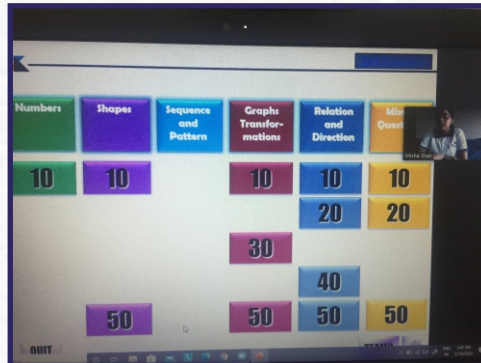 Numbers
Shapes
Sequence
and
Pattern
Graphs
Transfor-
mations
Relation
and
Direction
10
10
10
10
10
20
20
30
40
50
50
50
50
QUIT